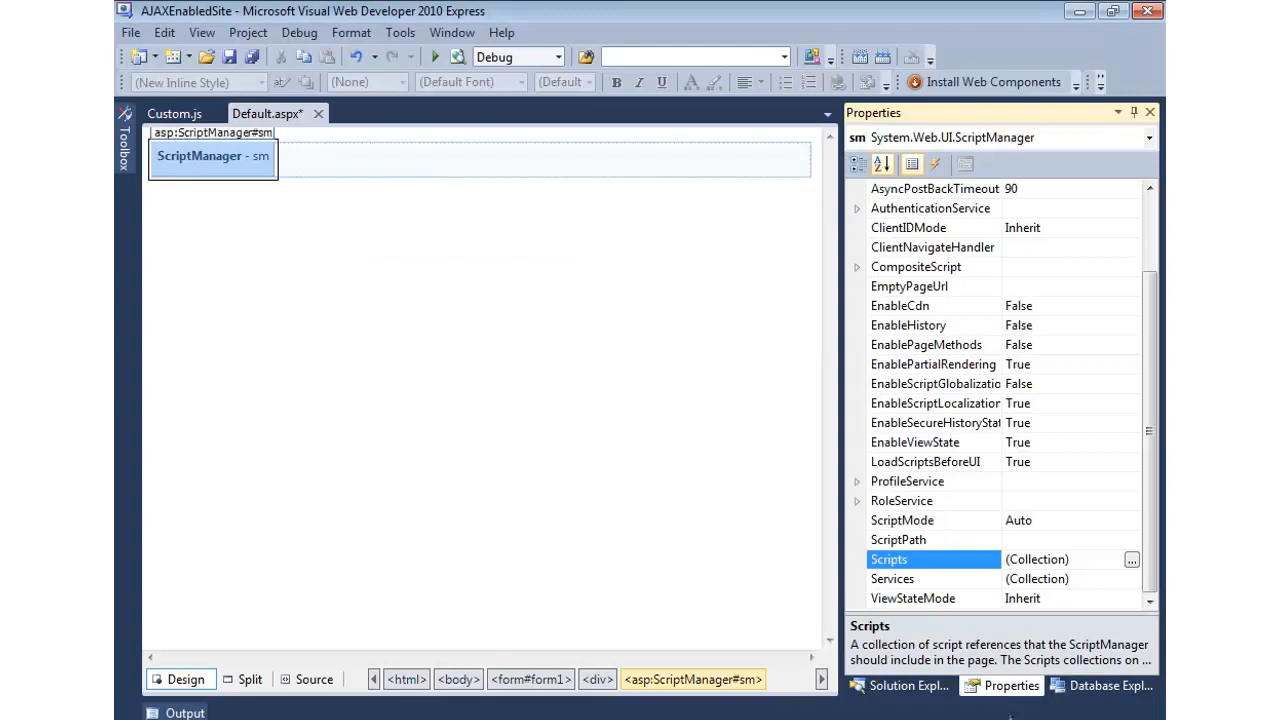 AJAXEnabledSite - Microsoft Visual Web Developer 2010 Express
File Edit View Project Debug Format Tools Window Help
Debug
(New Inline Style) (None) (Default Font) (Default B I U A Install Web Components
Toolbox
Custom.js Default.aspx*
asp:ScriptManager#sm
ScriptManager - sm
Properties
sm System.Web.UI.ScriptManager
AsyncPostBackTimeout 90
AuthenticationService
ClientIDMode Inherit
ClientNavigateHandler
CompositeScript
EmptyPageUrl
EnableCdn False
EnableHistory False
EnablePageMethods False
EnablePartialRendering True
EnableScriptGlobalizatio False
EnableScriptLocalization True
EnableSecureHistoryStat True
EnableViewState True
LoadScriptsBeforeUI True
ProfileService
RoleService
ScriptMode Auto
ScriptPath
Scripts (Collection) ...
Services (Collection)
ViewStateMode Inherit
Scripts
A collection of script references that the ScriptManager
should include in the page. The Scripts collections on ...
Design Split Source <html> <body> <form#form1> <div> <asp:ScriptManager#sm>
Solution Expl... Properties Database Expl...
Output